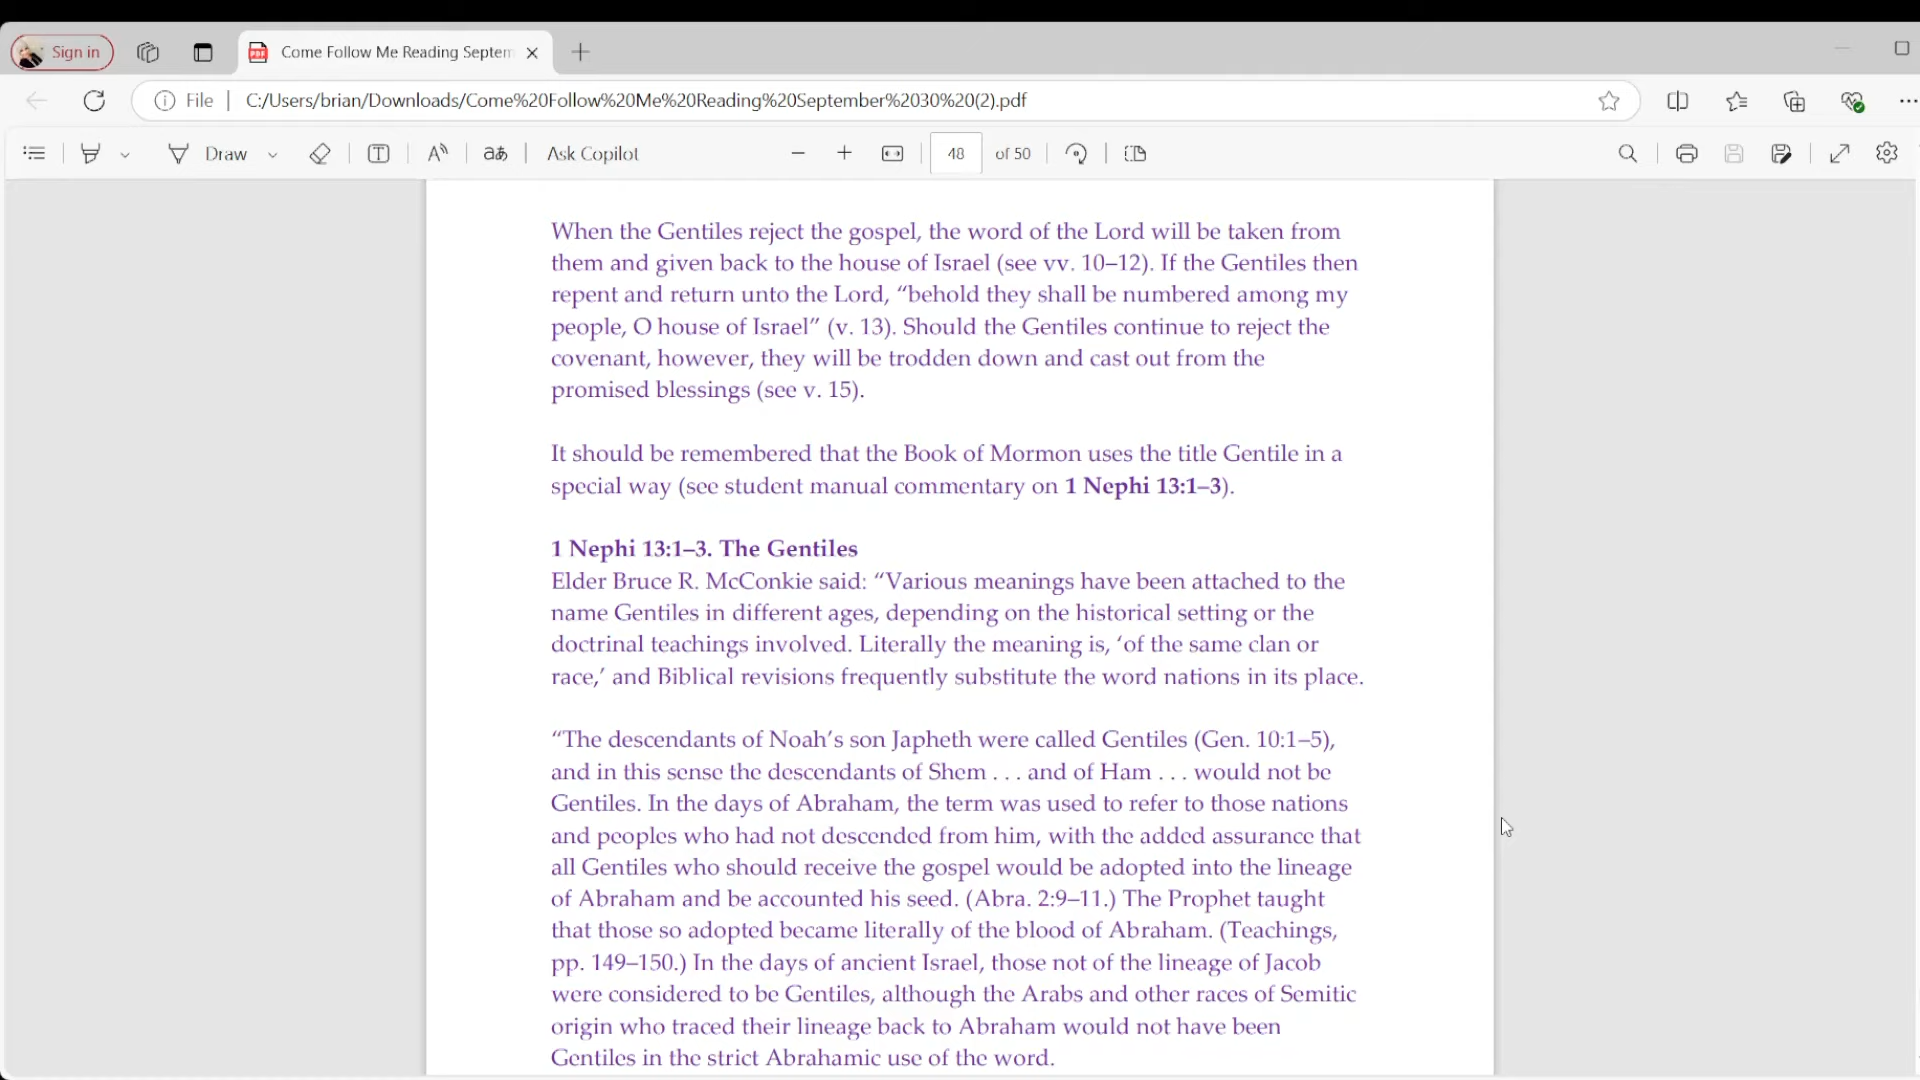 Sign in
Come Follow Me Reading Septem
File
C:/Users/brian/Downloads/Come%20Follow%20Me%20Reading%20September%2030%20(2).pdf
Draw
Ask Copilot
48
of 50
When the Gentiles reject the gospel, the word of the Lord will be taken from
them and given back to the house of Israel (see vv. 10–12). If the Gentiles then
repent and return unto the Lord, “behold they shall be numbered among my
people, O house of Israel” (v. 13). Should the Gentiles continue to reject the
covenant, however, they will be trodden down and cast out from the
promised blessings (see v. 15).
It should be remembered that the Book of Mormon uses the title Gentile in a
special way (see student manual commentary on 1 Nephi 13:1–3).
1 Nephi 13:1–3. The Gentiles
Elder Bruce R. McConkie said: “Various meanings have been attached to the
name Gentiles in different ages, depending on the historical setting or the
doctrinal teachings involved. Literally the meaning is, ‘of the same clan or
race,’ and Biblical revisions frequently substitute the word nations in its place.
“The descendants of Noah’s son Japheth were called Gentiles (Gen. 10:1–5),
and in this sense the descendants of Shem . . . and of Ham . . . would not be
Gentiles. In the days of Abraham, the term was used to refer to those nations
and peoples who had not descended from him, with the added assurance that
all Gentiles who should receive the gospel would be adopted into the lineage
of Abraham and be accounted his seed. (Abra. 2:9–11.) The Prophet taught
that those so adopted became literally of the blood of Abraham. (Teachings,
pp. 149–150.) In the days of ancient Israel, those not of the lineage of Jacob
were considered to be Gentiles, although the Arabs and other races of Semitic
origin who traced their lineage back to Abraham would not have been
Gentiles in the strict Abrahamic use of the word.